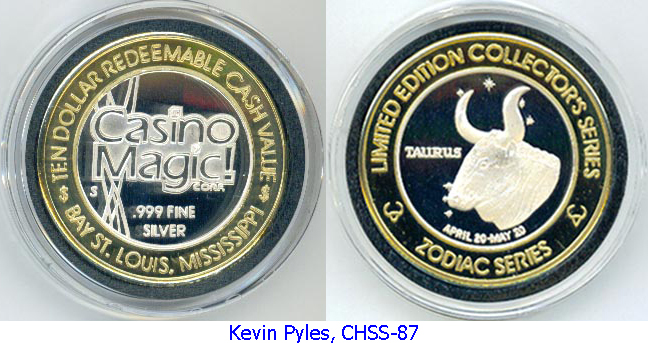 TEN DOLLAR REDEEMABLE CASH VALUE
Casino
Magic!
CORP.
S
.999 FINE
SILVER
$ BAY ST. LOUIS, MISSISSIPPI $
LIMITED EDITION COLLECTOR'S SERIES
TAURUS
APRIL 20-MAY 20
ZODIAC SERIES
Kevin Pyles, CHSS-87